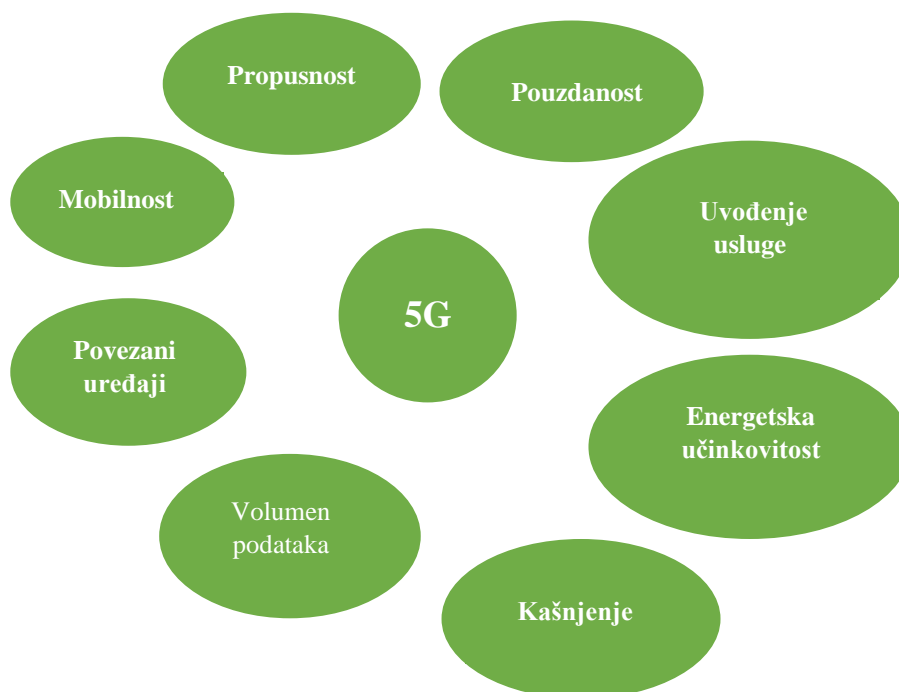 Propusnost
Pouzdanost
Mobilnost
Uvođenje
usluge
5G
Povezani
uređaji
Energetska
učinkovitost
Volumen
podataka
Kašnjenje